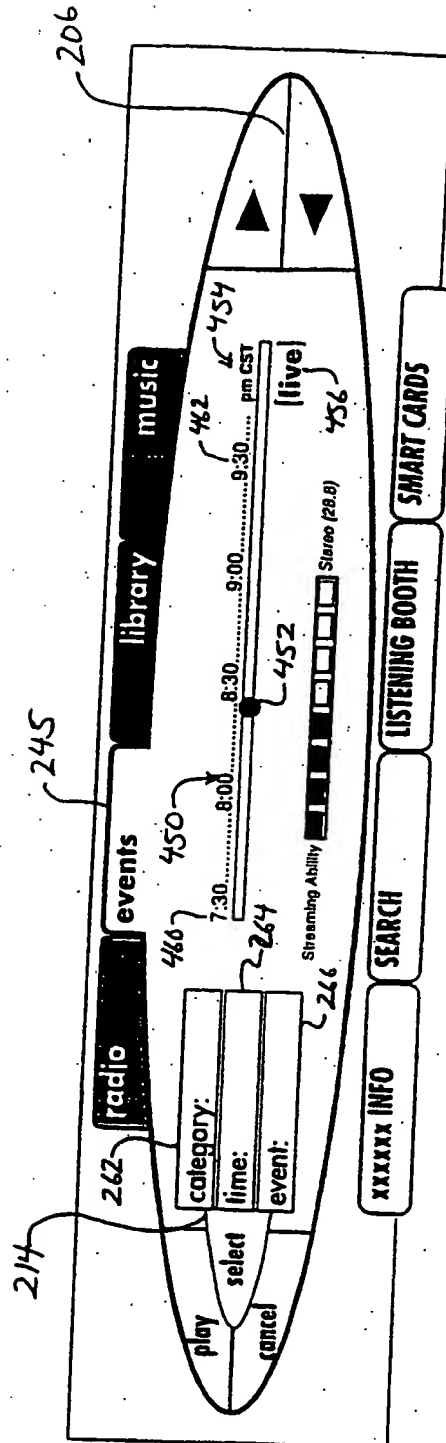 245
206
radio events library music
214
262
play
select
cancel
category:
time:
event:
460
450
462
454
7:30........8:00........8:30........9:00........9:30.... pm CST
264
452
[live]
456
Streaming Ability
Stereo (28.8)
266
xxxxxx INFO SEARCH LISTENING BOOTH SMART CARDS